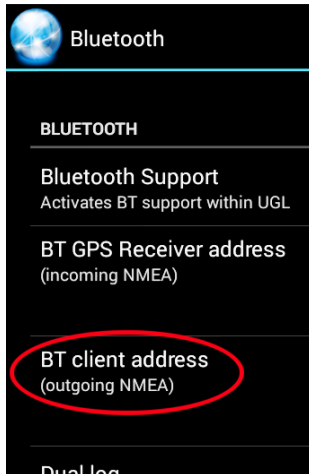 Bluetooth
BLUETOOTH
Bluetooth Support
Activates BT support within UGL
BT GPS Receiver address
(incoming NMEA)
BT client address
(outgoing NMEA)
Dual log